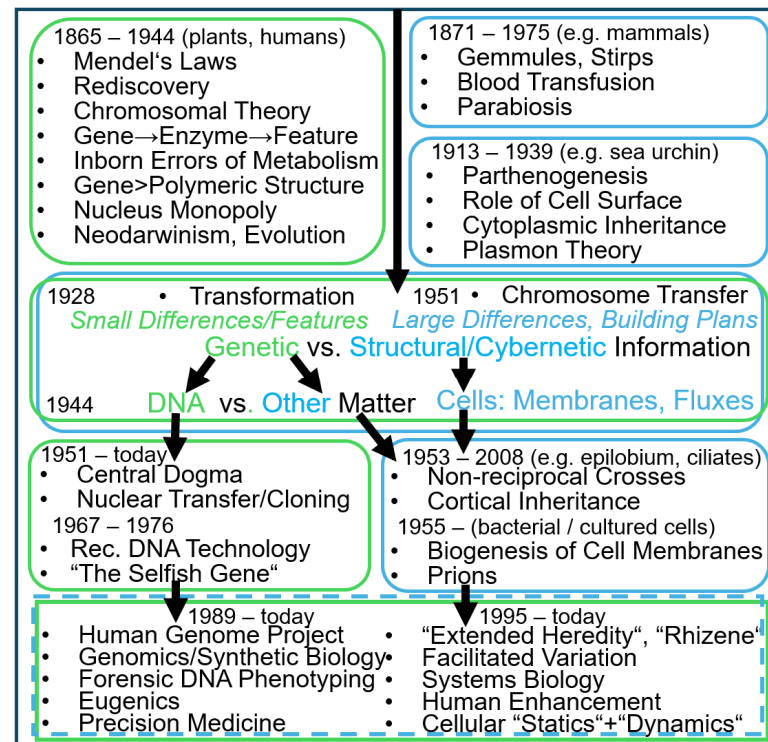 1865 – 1944 (plants, humans)
• Mendel‘s Laws
• Rediscovery
• Chromosomal Theory
• Gene→Enzyme→Feature
• Inborn Errors of Metabolism
• Gene>Polymeric Structure
• Nucleus Monopoly
• Neodarwinism, Evolution
1871 – 1975 (e.g. mammals)
• Gemmules, Stirps
• Blood Transfusion
• Parabiosis
1913 – 1939 (e.g. sea urchin)
• Parthenogenesis
• Role of Cell Surface
• Cytoplasmic Inheritance
• Plasmon Theory
1928 • Transformation 1951 • Chromosome Transfer
Small Differences/Features Large Differences, Building Plans
Genetic vs. Structural/Cybernetic Information
1944 DNA vs. Other Matter Cells: Membranes, Fluxes
1951 – today
• Central Dogma
• Nuclear Transfer/Cloning
1967 – 1976
• Rec. DNA Technology
• “The Selfish Gene“
1953 – 2008 (e.g. epilobium, ciliates)
• Non-reciprocal Crosses
• Cortical Inheritance
1955 – (bacterial / cultured cells)
• Biogenesis of Cell Membranes
• Prions
1989 – today
• Human Genome Project
• Genomics/Synthetic Biology
• Forensic DNA Phenotyping
• Eugenics
• Precision Medicine
1995 – today
• “Extended Heredity“, “Rhizene‘
• Facilitated Variation
• Systems Biology
• Human Enhancement
• Cellular “Statics“+“Dynamics“